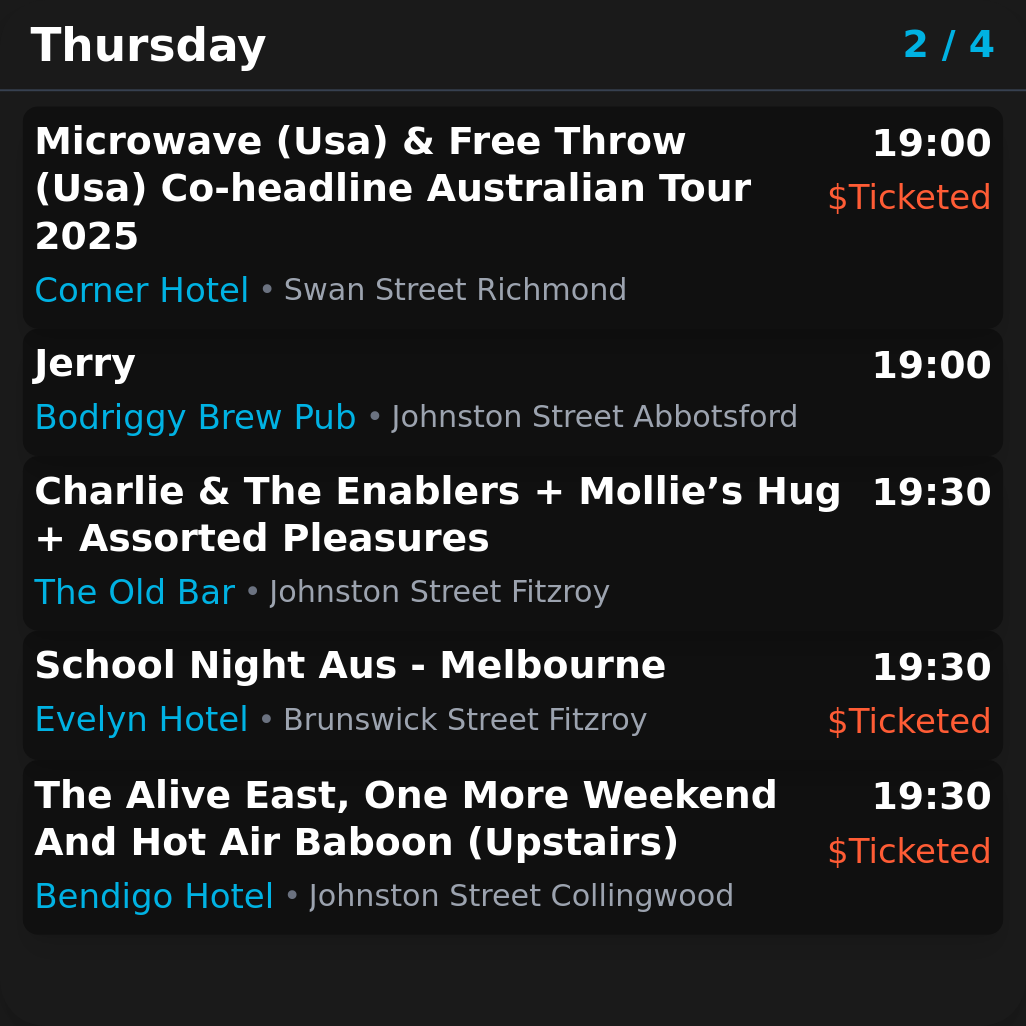 Thursday 2 / 4
Microwave (Usa) & Free Throw 19:00
(Usa) Co-headline Australian Tour $Ticketed
2025
Corner Hotel • Swan Street Richmond
Jerry 19:00
Bodriggy Brew Pub • Johnston Street Abbotsford
Charlie & The Enablers + Mollie’s Hug 19:30
+ Assorted Pleasures
The Old Bar • Johnston Street Fitzroy
School Night Aus - Melbourne 19:30
Evelyn Hotel • Brunswick Street Fitzroy $Ticketed
The Alive East, One More Weekend 19:30
And Hot Air Baboon (Upstairs) $Ticketed
Bendigo Hotel • Johnston Street Collingwood